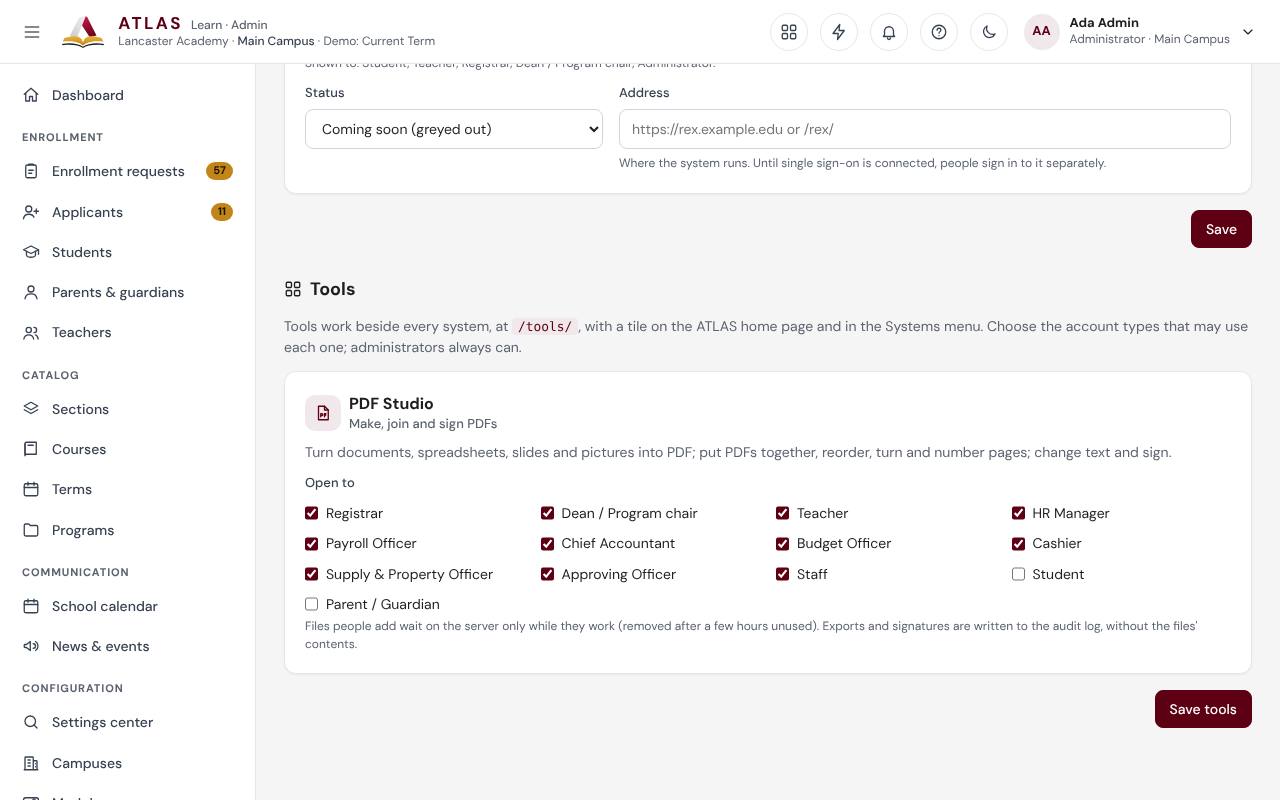 ATLAS Learn · Admin
Lancaster Academy · Main Campus · Demo: Current Term
AA
Ada Admin
Administrator · Main Campus
Dashboard
ENROLLMENT
Enrollment requests 57
Applicants 11
Students
Parents & guardians
Teachers
CATALOG
Sections
Courses
Terms
Programs
COMMUNICATION
School calendar
News & events
CONFIGURATION
Settings center
Campuses
Shown to: Student, Teacher, Registrar, Dean / Program chair, Administrator.
Status
Coming soon (greyed out)
Address
https://rex.example.edu or /rex/
Where the system runs. Until single sign-on is connected, people sign in to it separately.
Save
Tools
Tools work beside every system, at /tools/, with a tile on the ATLAS home page and in the Systems menu. Choose the account types that may use
each one; administrators always can.
PDF Studio
Make, join and sign PDFs
Turn documents, spreadsheets, slides and pictures into PDF; put PDFs together, reorder, turn and number pages; change text and sign.
Open to
Registrar Dean / Program chair Teacher HR Manager
Payroll Officer Chief Accountant Budget Officer Cashier
Supply & Property Officer Approving Officer Staff Student
Parent / Guardian
Files people add wait on the server only while they work (removed after a few hours unused). Exports and signatures are written to the audit log, without the files'
contents.
Save tools